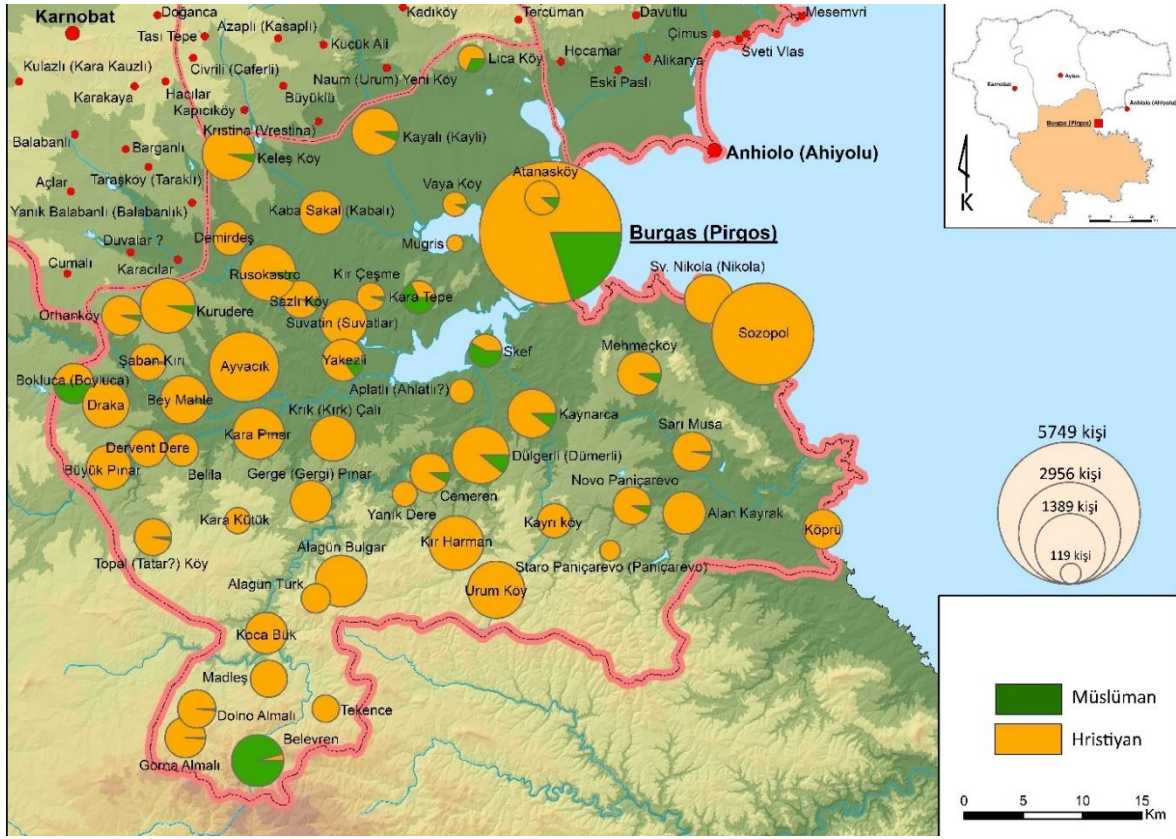 Doğanca
Kadıköy
Tercüman
Davutlu
Mesemvri
Karnobat
Azaplı (Kasaplı)
Tası Tepe
Küçük Ali
Çimus
Sveti Vlas
Hocamar
Alikarya
Lıca Köy
Eski Paslı
Civrili (Caferli)
Naum (Urum) Yeni Köy
Kulazlı (Kara Kauzlı)
Hacılar
Karakaya
Büyüklü
Kapıcıköy
Kristina (Vrestina)
Kayalı (Kayli)
Balabanlı
Barganlı
Keleş Köy
Anhiolo (Ahiyolu)
Taraşköy (Taraklı)
Atanasköy
Açlar
Vaya Köy
Yanık Balabanlı (Balabanlık)
Kaba Sakal (Kabalı)
Burgas (Pirgos)
Duvalar ?
Demirdeş
Mugris
Karacılar
Cumalı
Rusokastro
Kır Çeşme
Sv. Nikola (Nikola)
Sazlı Köy
Kara Tepe
Orhanköy
Kurudere
Suvatin (Suvatlar)
Sozopol
Mehmeçköy
Skef
Şaban Kırı
Ayvacık
Yakezli
Bokluca (Boyluca)
Aplatlı (Ahlatlı?)
Draka
Bey Mahle
Krık (Kırk) Çalı
Kaynarca
Sarı Musa
Kara Pınar
Dervent Dere
Dülgerli (Dümerli)
Büyük Pınar
Belila
Gerge (Gergi) Pınar
Cemeren
Novo Paniçarevo
Yanık Dere
Kara Kütük
Kayrı köy
Alan Kayrak
Köprü
Topal (Tatar?) Köy
Kır Harman
Alagün Bulgar
Staro Paniçarevo (Paniçarevo)
Alagün Türk
Urum Köy
Koca Bük
Madleş
Dolno Almalı
Tekence
Belevren
Gorna Almalı
Karnobat
Aytus
Anhiolo (Ahiyolu)
Burgas (Pirgos)
K
5749 kişi
2956 kişi
1389 kişi
119 kişi
Müslüman
Hristiyan
0 5 10 15
Km